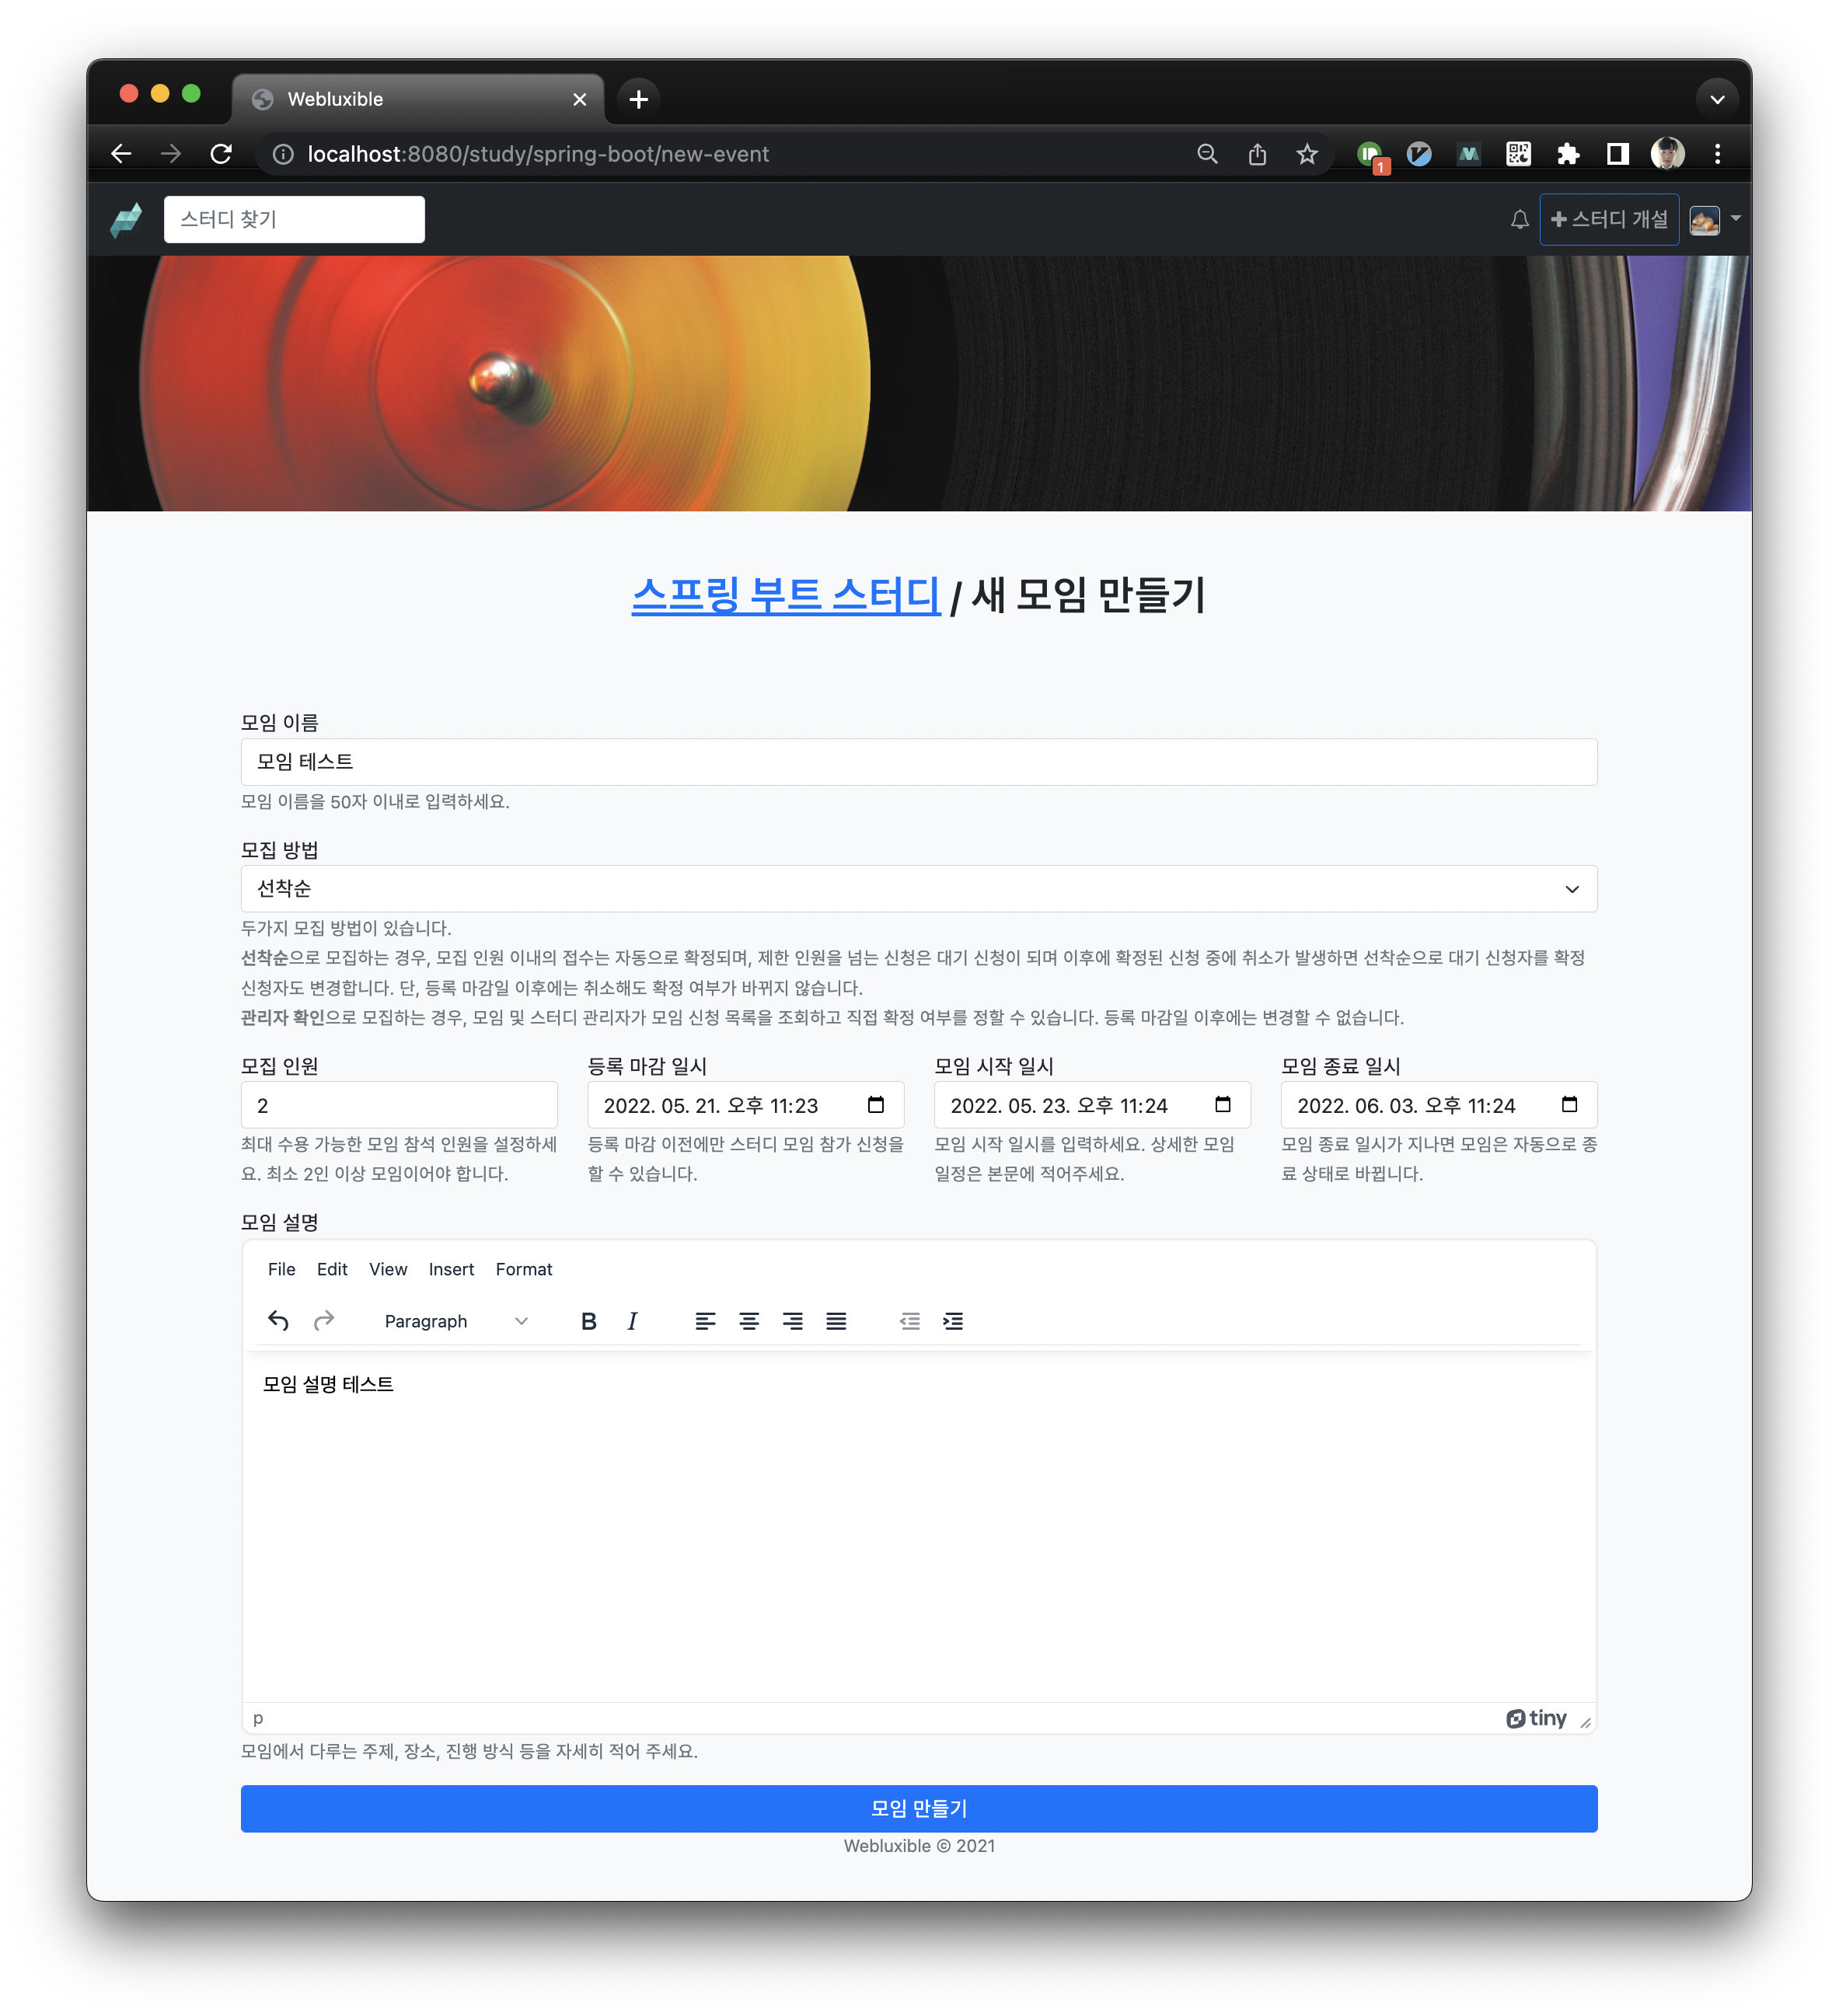 Webluxible
localhost:8080/study/spring-boot/new-event
1
스터디 찾기
스터디 개설
스프링 부트 스터디 / 새 모임 만들기
모임 이름
모임 테스트
모임 이름을 50자 이내로 입력하세요.
모집 방법
선착순
두가지 모집 방법이 있습니다.
선착순으로 모집하는 경우, 모집 인원 이내의 접수는 자동으로 확정되며, 제한 인원을 넘는 신청은 대기 신청이 되며 이후에 확정된 신청 중에 취소가 발생하면 선착순으로 대기 신청자를 확정
신청자도 변경합니다. 단, 등록 마감일 이후에는 취소해도 확정 여부가 바뀌지 않습니다.
관리자 확인으로 모집하는 경우, 모임 및 스터디 관리자가 모임 신청 목록을 조회하고 직접 확정 여부를 정할 수 있습니다. 등록 마감일 이후에는 변경할 수 없습니다.
모집 인원
2
최대 수용 가능한 모임 참석 인원을 설정하세
요. 최소 2인 이상 모임이어야 합니다.
등록 마감 일시
2022. 05. 21. 오후 11:23
등록 마감 이전에만 스터디 모임 참가 신청을
할 수 있습니다.
모임 시작 일시
2022. 05. 23. 오후 11:24
모임 시작 일시를 입력하세요. 상세한 모임
일정은 본문에 적어주세요.
모임 종료 일시
2022. 06. 03. 오후 11:24
모임 종료 일시가 지나면 모임은 자동으로 종
료 상태로 바뀝니다.
모임 설명
File Edit View Insert Format
Paragraph B I
모임 설명 테스트
p
tiny
모임에서 다루는 주제, 장소, 진행 방식 등을 자세히 적어 주세요.
모임 만들기
Webluxible © 2021